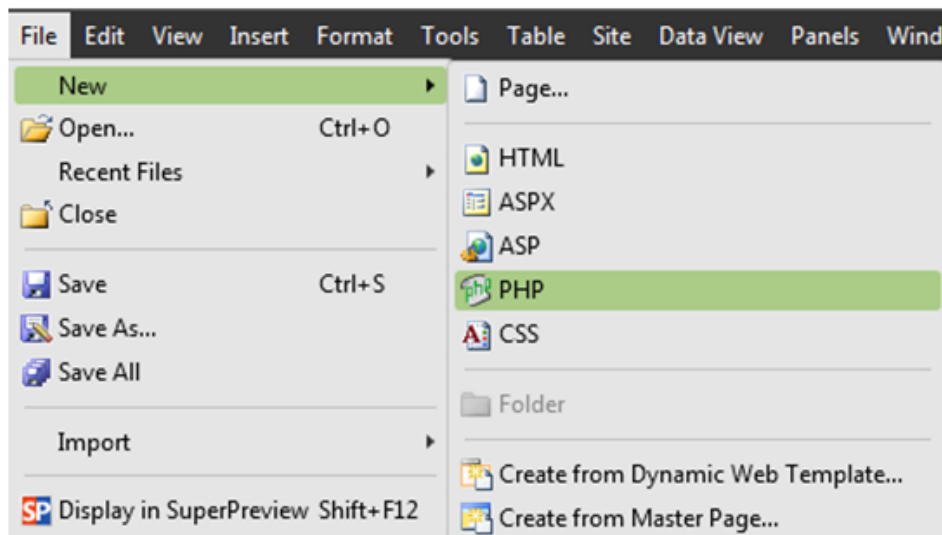 File Edit View Insert Format Tools Table Site Data View Panels Wind
New
Open... Ctrl+O
Recent Files
Close
Save Ctrl+S
Save As...
Save All
Import
SP Display in SuperPreview Shift+F12
Page...
HTML
ASPX
ASP
php PHP
A CSS
Folder
Create from Dynamic Web Template...
Create from Master Page...